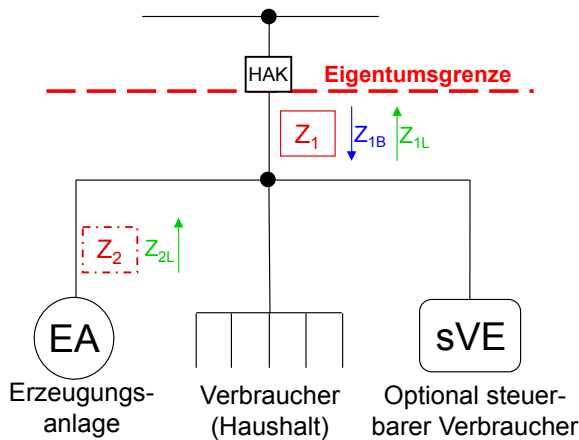 HAK
Eigentumsgrenze
Z1
Z1B
Z1L
Z2
Z2L
EA
sVE
Erzeugungs-
anlage
Verbraucher
(Haushalt)
Optional steuer-
barer Verbraucher